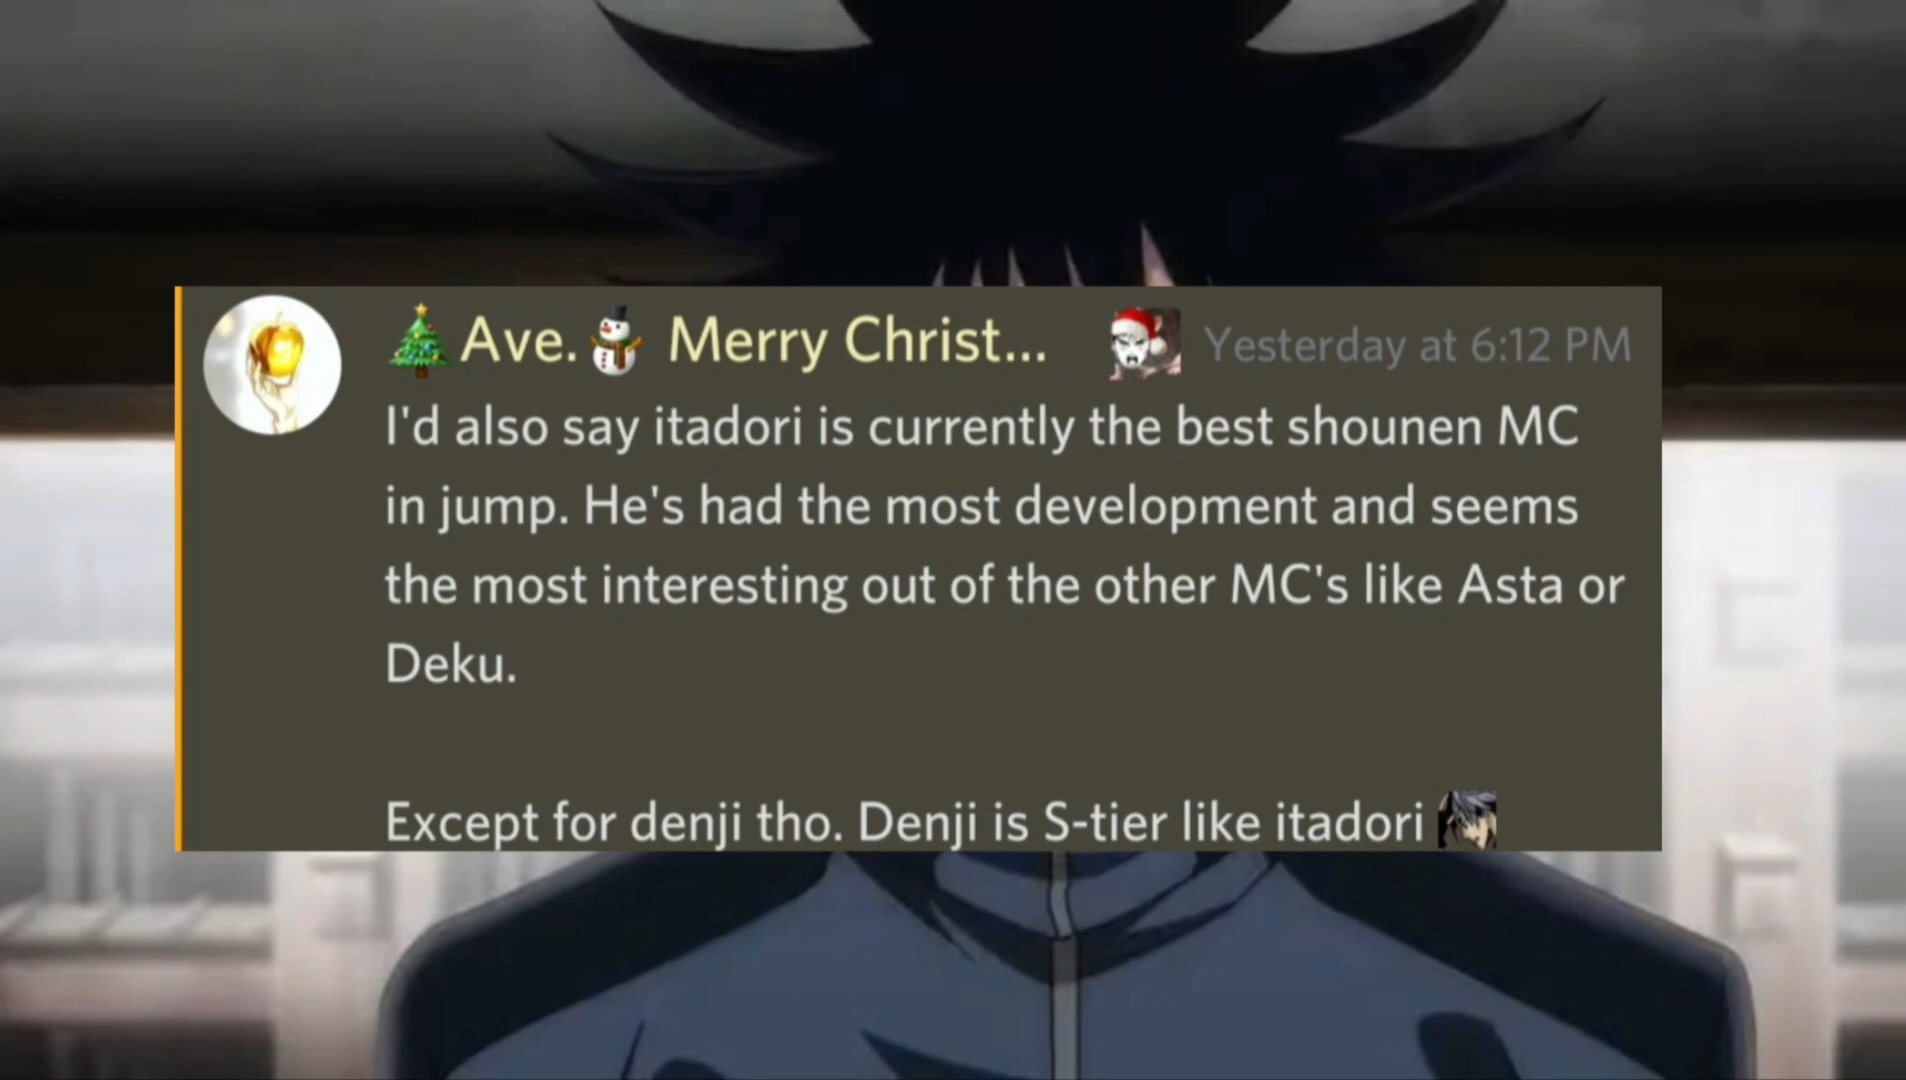 🎄Ave.⛄ Merry Christ... Yesterday at 6:12 PM
I'd also say itadori is currently the best shounen MC
in jump. He's had the most development and seems
the most interesting out of the other MC's like Asta or
Deku.
Except for denji tho. Denji is S-tier like itadori